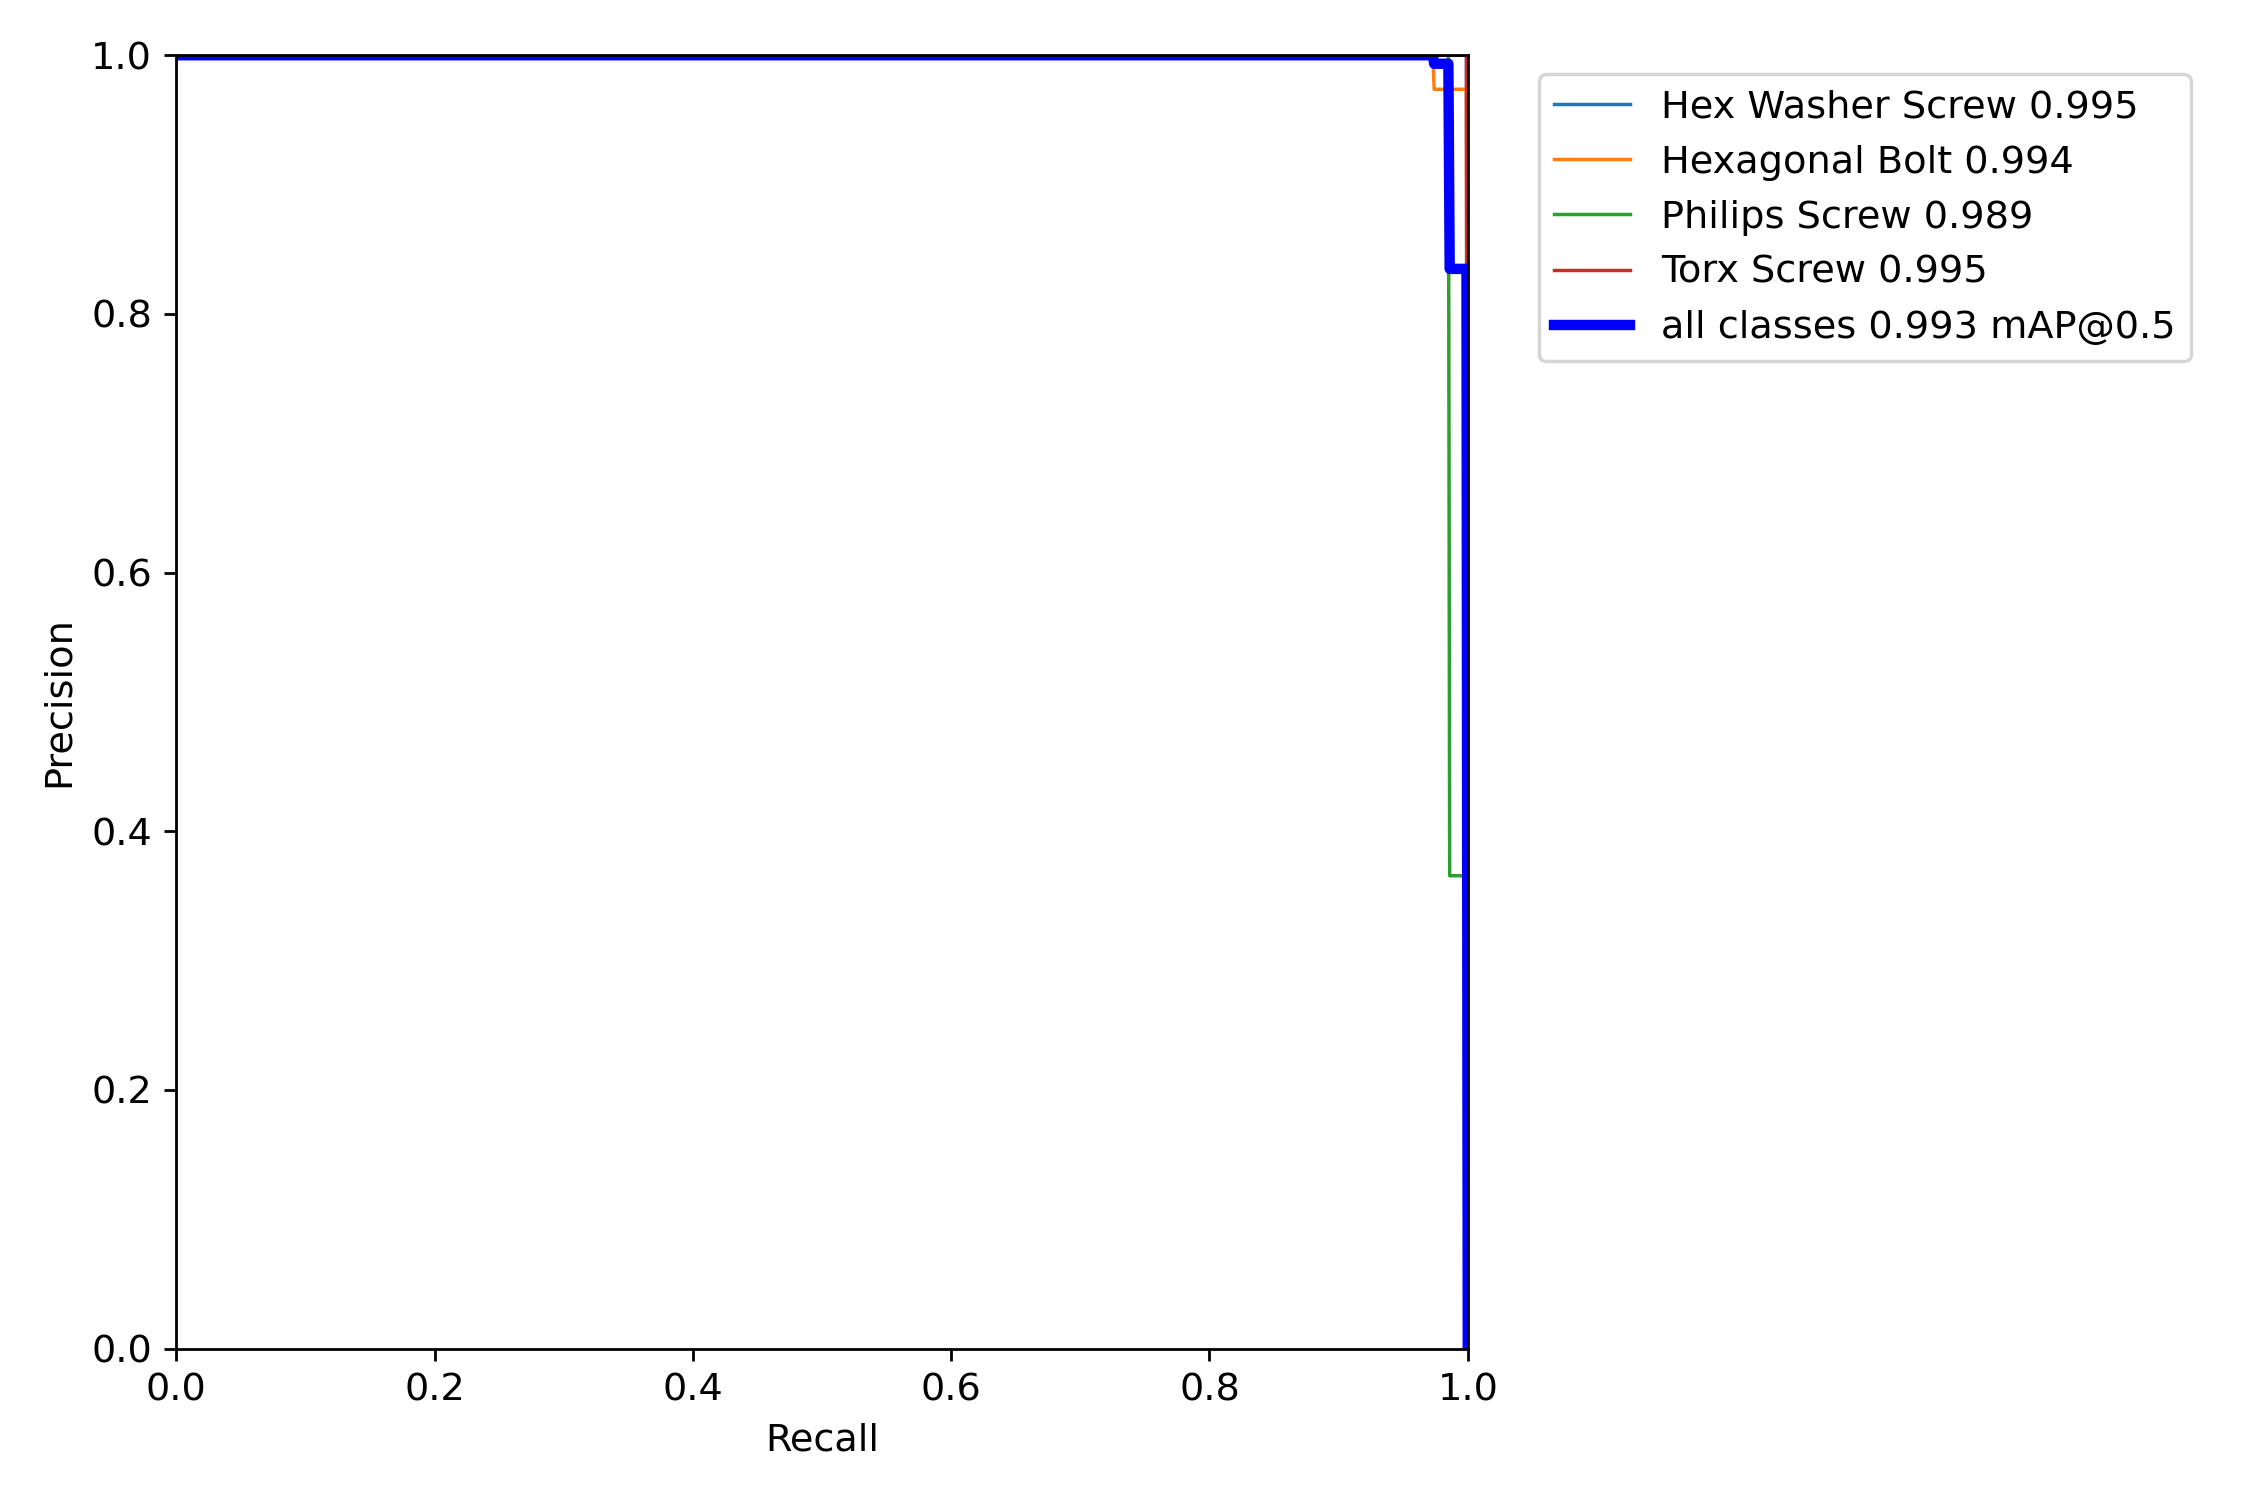 1.0
0.8
0.6
0.4
0.2
0.0
Precision
0.0 0.2 0.4 0.6 0.8 1.0
Recall
Hex Washer Screw 0.995
Hexagonal Bolt 0.994
Philips Screw 0.989
Torx Screw 0.995
all classes 0.993 mAP@0.5